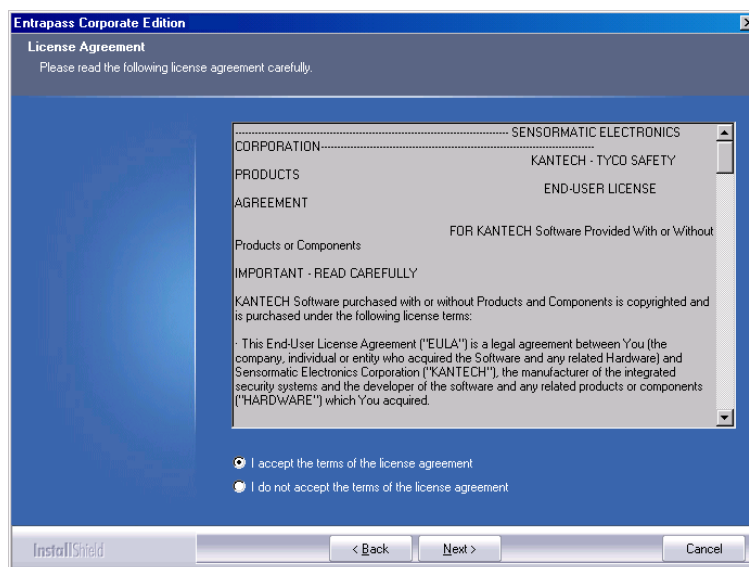 Entrapass Corporate Edition
License Agreement
Please read the following license agreement carefully.
------------------------------------------------------------------------------------ SENSORMATIC ELECTRONICS
CORPORATION------------------------------------------------------------------------------------
KANTECH - TYCO SAFETY
PRODUCTS
END-USER LICENSE
AGREEMENT
FOR KANTECH Software Provided With or Without
Products or Components
IMPORTANT - READ CAREFULLY
KANTECH Software purchased with or without Products and Components is copyrighted and
is purchased under the following license terms:
· This End-User License Agreement ("EULA") is a legal agreement between You (the
company, individual or entity who acquired the Software and any related Hardware) and
Sensormatic Electronics Corporation ("KANTECH"), the manufacturer of the integrated
security systems and the developer of the software and any related products or components
("HARDWARE") which You acquired.
I accept the terms of the license agreement
I do not accept the terms of the license agreement
InstallShield
< Back
Next >
Cancel